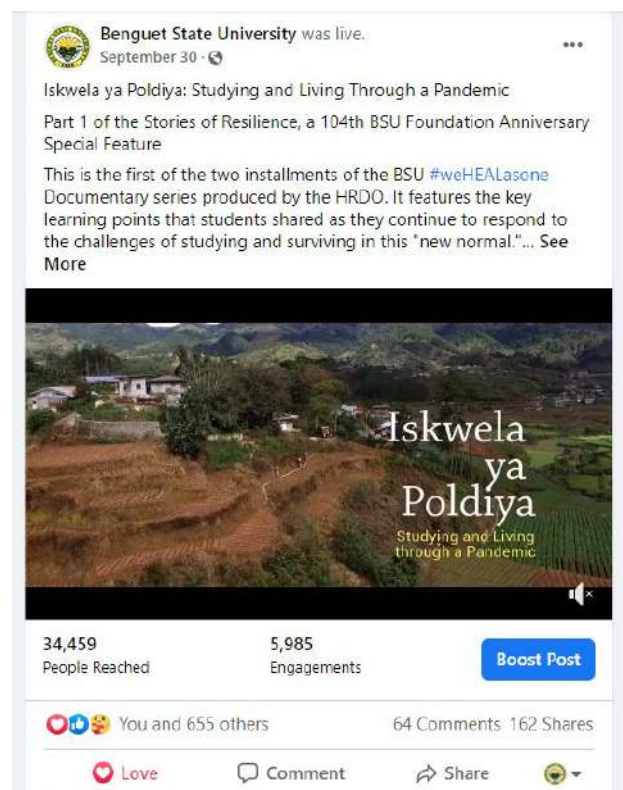 Benguet State University was live.
September 30 ·
Iskwela ya Poldiya: Studying and Living Through a Pandemic
Part 1 of the Stories of Resilience, a 104th BSU Foundation Anniversary
Special Feature
This is the first of the two installments of the BSU #weHEALasone
Documentary series produced by the HRDO. It features the key
learning points that students shared as they continue to respond to
the challenges of studying and surviving in this "new normal."... See
More
Iskwela
ya
Poldiya
Studying and Living
through a Pandemic
34,459
People Reached
5,985
Engagements
Boost Post
You and 655 others
64 Comments 162 Shares
Love
Comment
Share